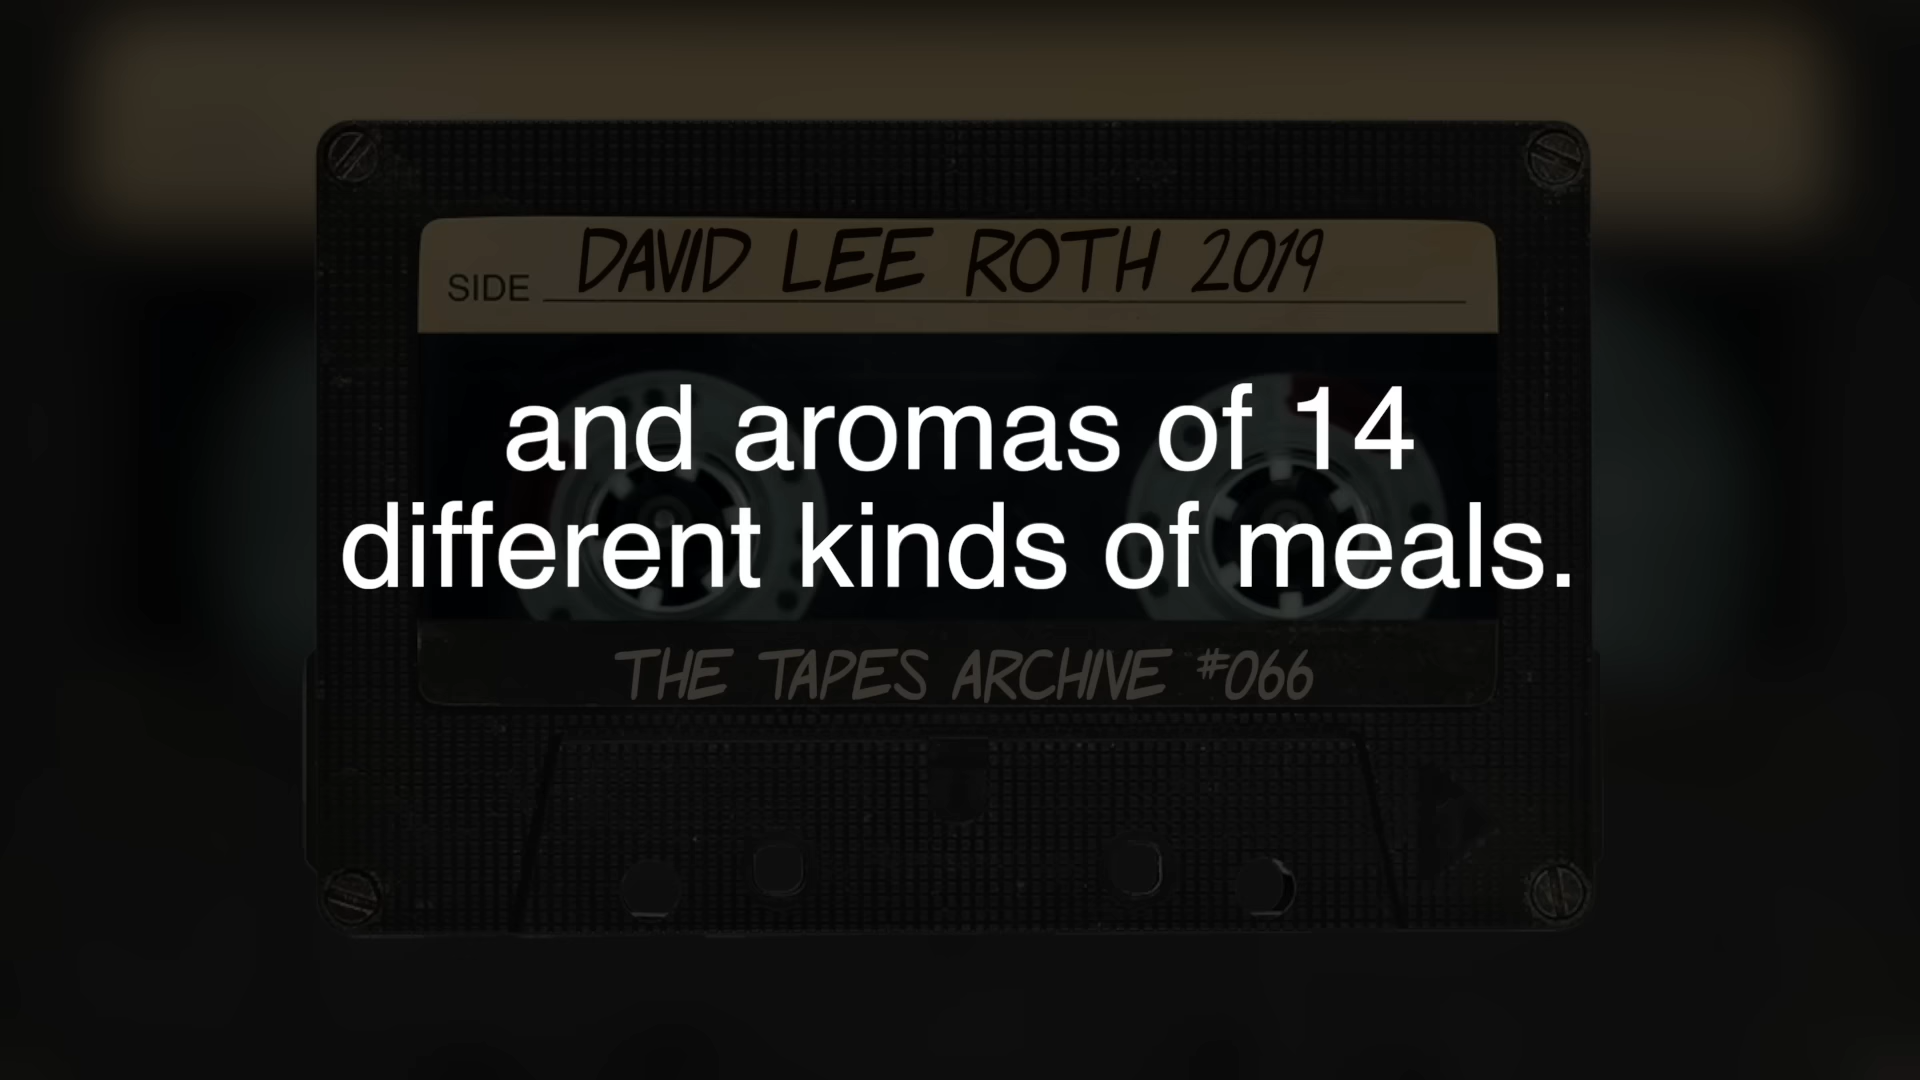 DAVID LEE ROTH 2019
SIDE
and aromas of 14
different kinds of meals.
THE TAPES ARCHIVE #066